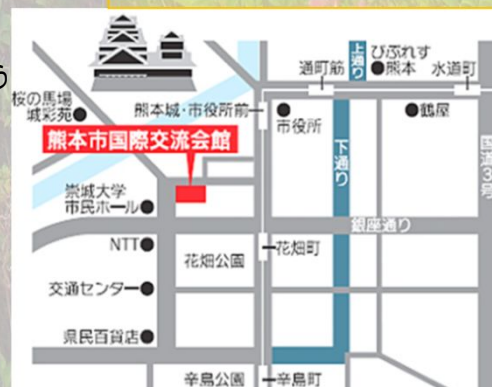 上通り
びぷれす
熊本
通町筋
水道町
桜の馬場
城彩苑
熊本城・市役所前
市役所
鶴屋
熊本市国際交流会館
下通り
国道3号
崇城大学
市民ホール
銀座通り
NTT
花畑公園
花畑町
交通センター
県民百貨店
辛島公園
辛島町